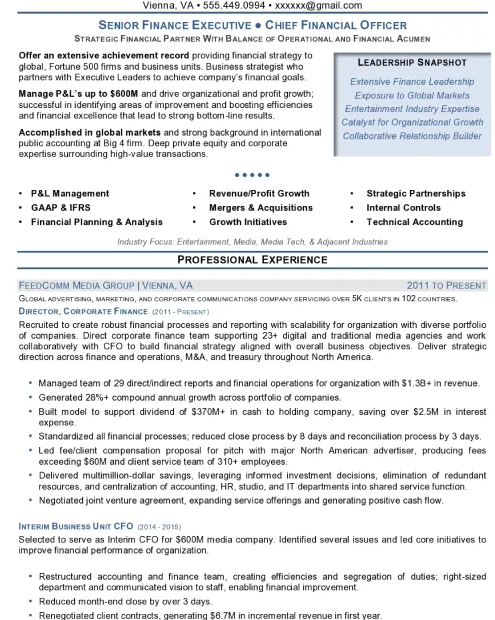 Vienna, VA • 555.449.0994 • xxxxxx@gmail.com
SENIOR FINANCE EXECUTIVE ● CHIEF FINANCIAL OFFICER
STRATEGIC FINANCIAL PARTNER WITH BALANCE OF OPERATIONAL AND FINANCIAL ACUMEN
Offer an extensive achievement record providing financial strategy to
global, Fortune 500 firms and business units. Business strategist who
partners with Executive Leaders to achieve company's financial goals.
Manage P&L's up to $600M and drive organizational and profit growth;
successful in identifying areas of improvement and boosting efficiencies
and financial excellence that lead to strong bottom-line results.
Accomplished in global markets and strong background in international
public accounting at Big 4 firm. Deep private equity and corporate
expertise surrounding high-value transactions.
LEADERSHIP SNAPSHOT
Extensive Finance Leadership
Exposure to Global Markets
Entertainment Industry Expertise
Catalyst for Organizational Growth
Collaborative Relationship Builder
• • • • •
• P&L Management
• GAAP & IFRS
• Financial Planning & Analysis
• Revenue/Profit Growth
• Mergers & Acquisitions
• Growth Initiatives
• Strategic Partnerships
• Internal Controls
• Technical Accounting
Industry Focus: Entertainment, Media, Media Tech, & Adjacent Industries
PROFESSIONAL EXPERIENCE
FEEDCOMM MEDIA GROUP | VIENNA, VA 2011 TO PRESENT
GLOBAL ADVERTISING, MARKETING, AND CORPORATE COMMUNICATIONS COMPANY SERVICING OVER 5K CLIENTS IN 102 COUNTRIES.
DIRECTOR, CORPORATE FINANCE (2011 - PRESENT)
Recruited to create robust financial processes and reporting with scalability for organization with diverse portfolio
of companies. Direct corporate finance team supporting 23+ digital and traditional media agencies and work
collaboratively with CFO to build financial strategy aligned with overall business objectives. Deliver strategic
direction across finance and operations, M&A, and treasury throughout North America.
• Managed team of 29 direct/indirect reports and financial operations for organization with $1.3B+ in revenue.
• Generated 28%+ compound annual growth across portfolio of companies.
• Built model to support dividend of $370M+ in cash to holding company, saving over $2.5M in interest
expense.
• Standardized all financial processes; reduced close process by 8 days and reconciliation process by 3 days.
• Led fee/client compensation proposal for pitch with major North American advertiser, producing fees
exceeding $60M and client service team of 310+ employees.
• Delivered multimillion-dollar savings, leveraging informed investment decisions, elimination of redundant
resources, and centralization of accounting, HR, studio, and IT departments into shared service function.
• Negotiated joint venture agreement, expanding service offerings and generating positive cash flow.
INTERIM BUSINESS UNIT CFO (2014 - 2015)
Selected to serve as Interim CFO for $600M media company. Identified several issues and led core initiatives to
improve financial performance of organization.
• Restructured accounting and finance team, creating efficiencies and segregation of duties; right-sized
department and communicated vision to staff, enabling financial improvement.
• Reduced month-end close by over 3 days.
• Renegotiated client contracts, generating $6.7M in incremental revenue in first year.